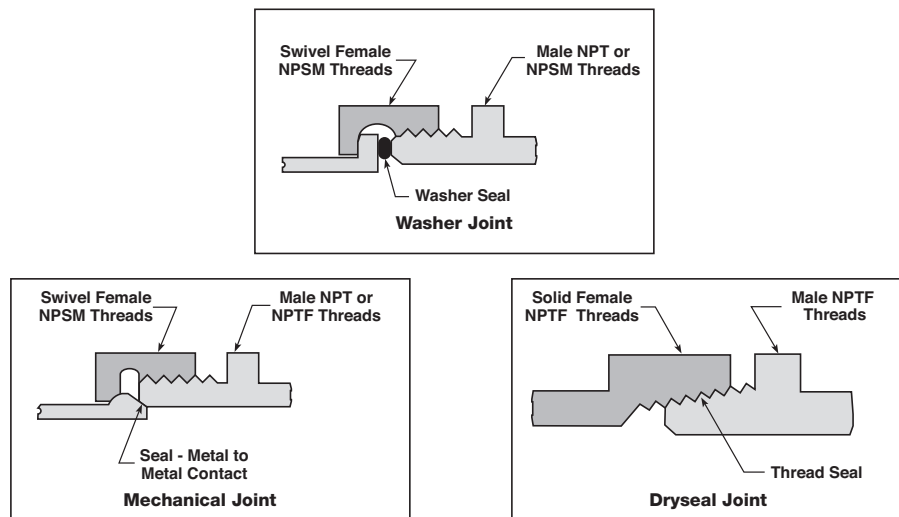 Swivel Female
NPSM Threads
Male NPT or
NPSM Threads
Washer Seal
Washer Joint
Swivel Female
NPSM Threads
Male NPT or
NPTF Threads
Seal - Metal to
Metal Contact
Mechanical Joint
Solid Female
NPTF Threads
Male NPTF
Threads
Thread Seal
Dryseal Joint